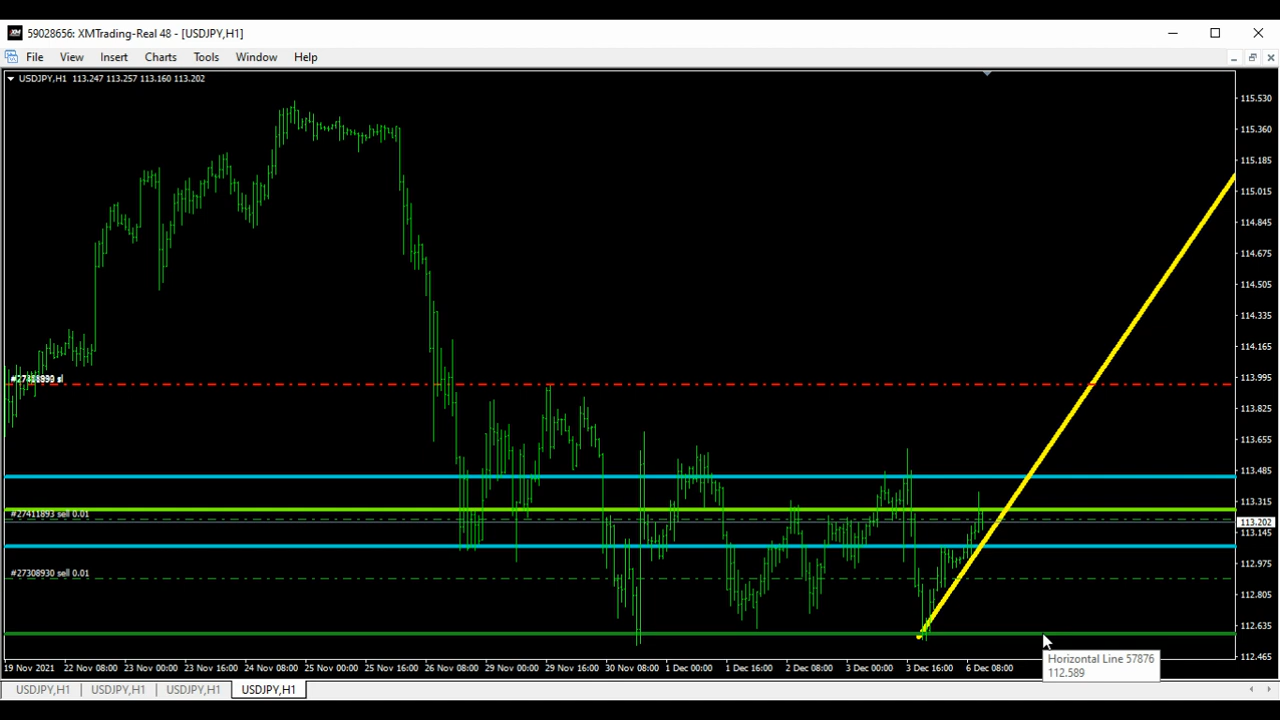 59028656: XMTrading-Real 48 - [USDJPY,H1]
File View Insert Charts Tools Window Help
USDJPY,H1 113.247 113.257 113.160 113.202
115.530
115.360
115.185
115.015
114.845
114.675
114.505
114.335
114.165
113.995
113.825
113.655
113.485
113.315
#27411893 sell 0.01
113.202
113.145
112.975
#27308930 sell 0.01
112.805
112.635
Horizontal Line 57876
112.589
112.465
19 Nov 2021 22 Nov 08:00 23 Nov 00:00 23 Nov 16:00 24 Nov 08:00 25 Nov 00:00 25 Nov 16:00 26 Nov 08:00 29 Nov 00:00 29 Nov 16:00 30 Nov 08:00 1 Dec 00:00 1 Dec 16:00 2 Dec 08:00 3 Dec 00:00 3 Dec 16:00 6 Dec 08:00
USDJPY,H1 USDJPY,H1 USDJPY,H1 USDJPY,H1